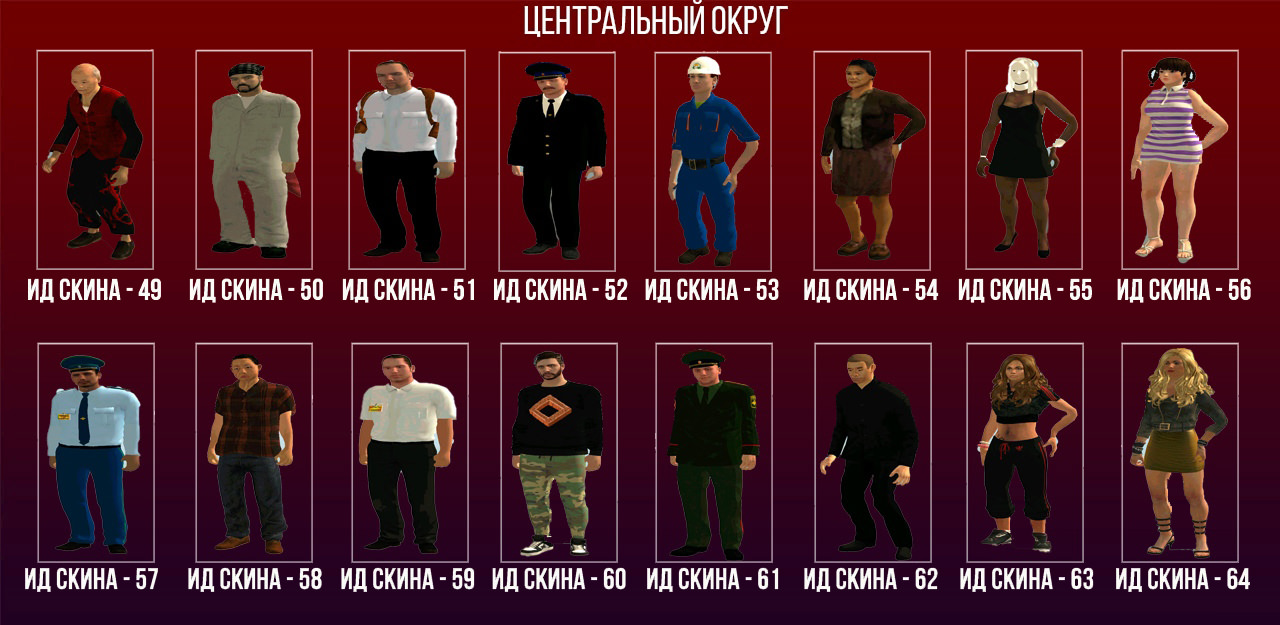 ЦЕНТРАЛЬНЫЙ ОКРУГ
ИД СКИНА - 49
ИД СКИНА - 50
ИД СКИНА - 51
ИД СКИНА - 52
ИД СКИНА - 53
ИД СКИНА - 54
ИД СКИНА - 55
ИД СКИНА - 56
ИД СКИНА - 57
ИД СКИНА - 58
ИД СКИНА - 59
ИД СКИНА - 60
ИД СКИНА - 61
ИД СКИНА - 62
ИД СКИНА - 63
ИД СКИНА - 64